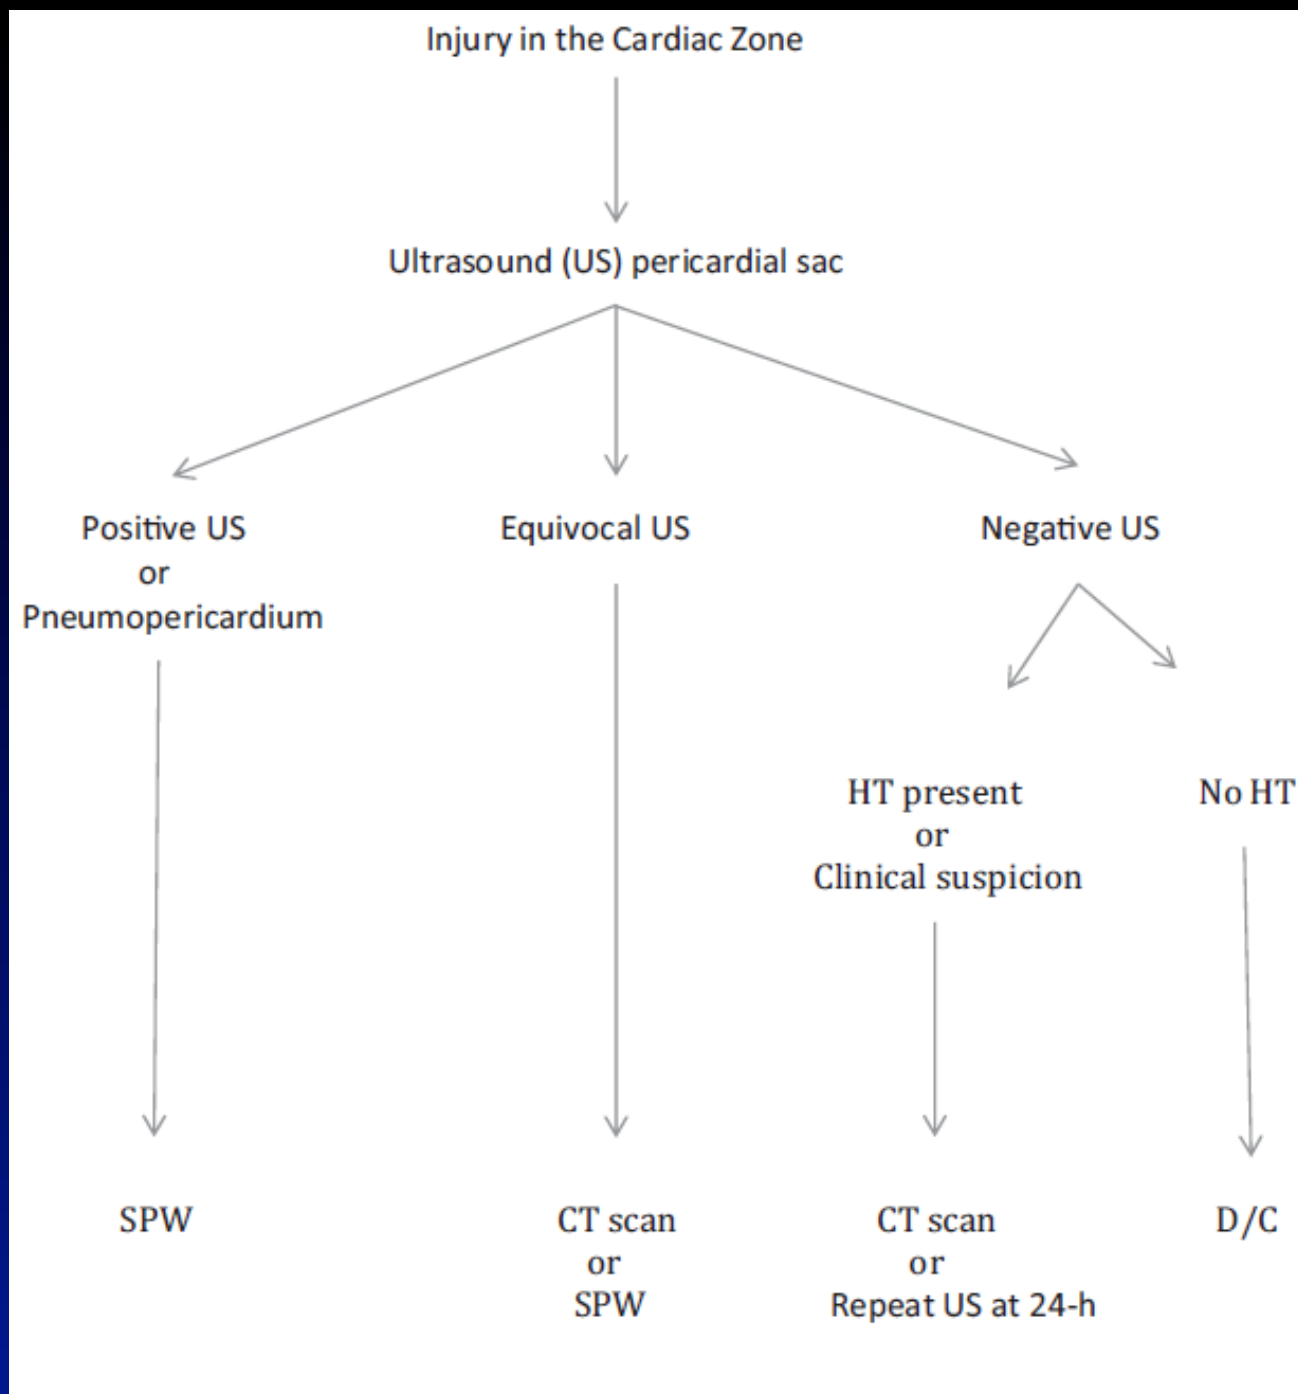 Injury in the Cardiac Zone
Ultrasound (US) pericardial sac
Positive US
or
Pneumopericardium
Equivocal US
Negative US
HT present
or
Clinical suspicion
No HT
SPW
CT scan
or
SPW
CT scan
or
Repeat US at 24-h
D/C